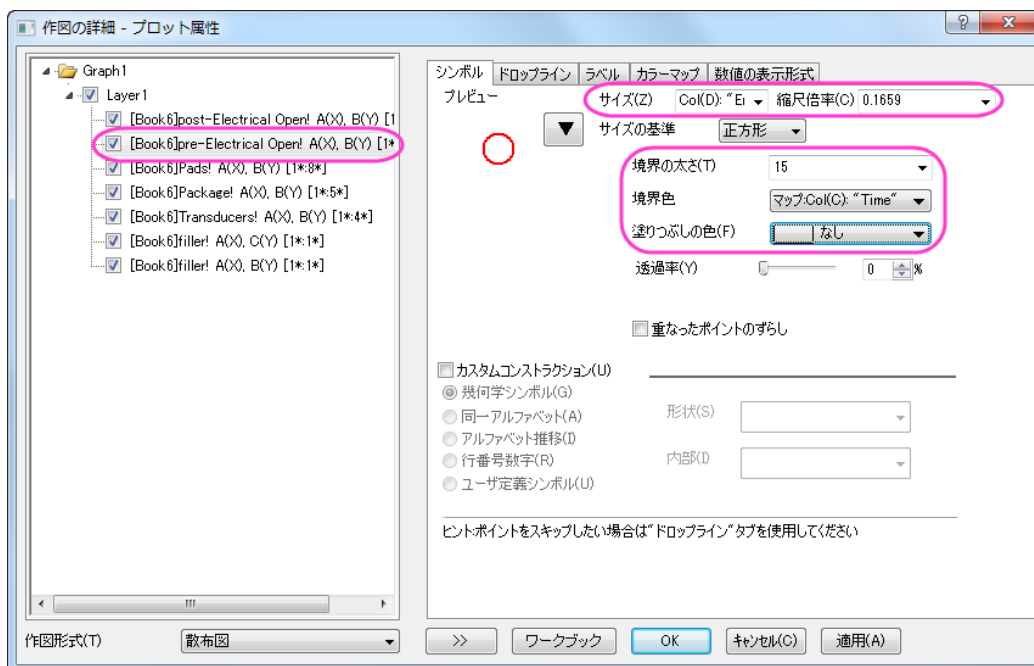 作図の詳細 - プロット属性
Graph1
Layer1
[Book6]post-Electrical Open! A(X), B(Y) [1
[Book6]pre-Electrical Open! A(X), B(Y) [1*
[Book6]Pads! A(X), B(Y) [1*:8*]
[Book6]Package! A(X), B(Y) [1*:5*]
[Book6]Transducers! A(X), B(Y) [1*:4*]
[Book6]filler! A(X), C(Y) [1*:1*]
[Book6]filler! A(X), B(Y) [1*:1*]
作図形式(T) 散布図
シンボル ドロップライン ラベル カラーマップ 数値の表示形式
プレビュー
サイズ(Z) Col(D): "Er 縮尺倍率(C) 0.1659
サイズの基準 正方形
境界の太さ(T) 15
境界色 マップ:Col(C): "Time"
塗りつぶしの色(F) なし
透過率(Y) 0 %
重なったポイントのずらし
カスタムコンストラクション(U)
幾何学シンボル(G)
同一アルファベット(A)
アルファベット推移(I)
行番号数字(R)
ユーザ定義シンボル(U)
形状(S)
内部(I)
ヒント:ポイントをスキップしたい場合は"ドロップライン"タブを使用してください
>> ワークブック OK キャンセル(C) 適用(A)